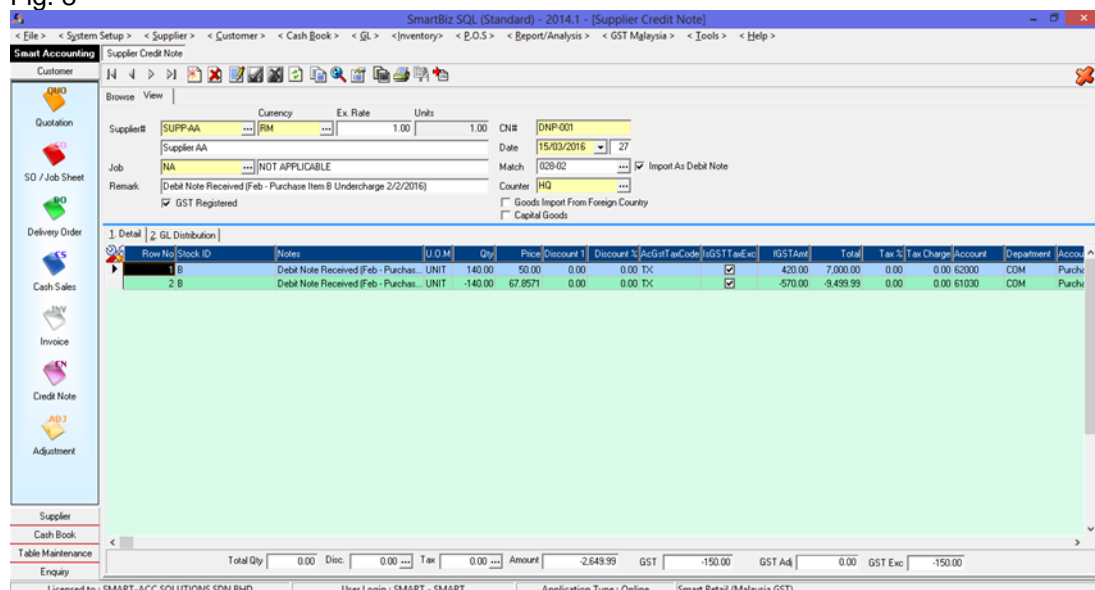 Fig. 8
SmartBiz SQL (Standard) - 2014.1 - [Supplier Credit Note]
< File > < System Setup > < Supplier > < Customer > < Cash Book > < GL > <Inventory> < P.O.S > < Report/Analysis > < GST Malaysia > < Tools > < Help >
Smart Accounting Supplier Credit Note
Customer
Browse View
QUO
Quotation
Currency Ex. Rate Units
Supplier# SUPP-AA RM 1.00 1.00 CN# DNP-001
Supplier AA Date 15/03/2016 27
Job NA NOT APPLICABLE Match 028-02 Import As Debit Note
Remark Debit Note Received (Feb - Purchase Item B Undercharge 2/2/2016) Counter HQ
GST Registered Goods Import From Foreign Country
Capital Goods
SO
SO / Job Sheet
DO
Delivery Order
1. Detail 2. GL Distribution
Row No Stock ID Notes U.O.M Qty Price Discount 1 Discount % AcGstTaxCode IsGSTTaxExc fGSTAmt Total Tax % Tax Charge Account Department Accou
1 B Debit Note Received (Feb - Purchas... UNIT 140.00 50.00 0.00 0.00 TX 420.00 7,000.00 0.00 0.00 62000 COM Purcha
2 B Debit Note Received (Feb - Purchas... UNIT -140.00 67.8571 0.00 0.00 TX -570.00 -9,499.99 0.00 0.00 61030 COM Purcha
CS
Cash Sales
INV
Invoice
CN
Credit Note
ADJ
Adjustment
Supplier
Cash Book
Table Maintenance
Enquiry
Total Qty 0.00 Disc. 0.00 ... Tax 0.00 ... Amount -2,649.99 GST -150.00 GST Adj 0.00 GST Exc -150.00
Licensed to : SMART-ACC SOLUTIONS SDN BHD User Login : SMART - SMART Application Type : Online Smart Retail (Malaysia GST)